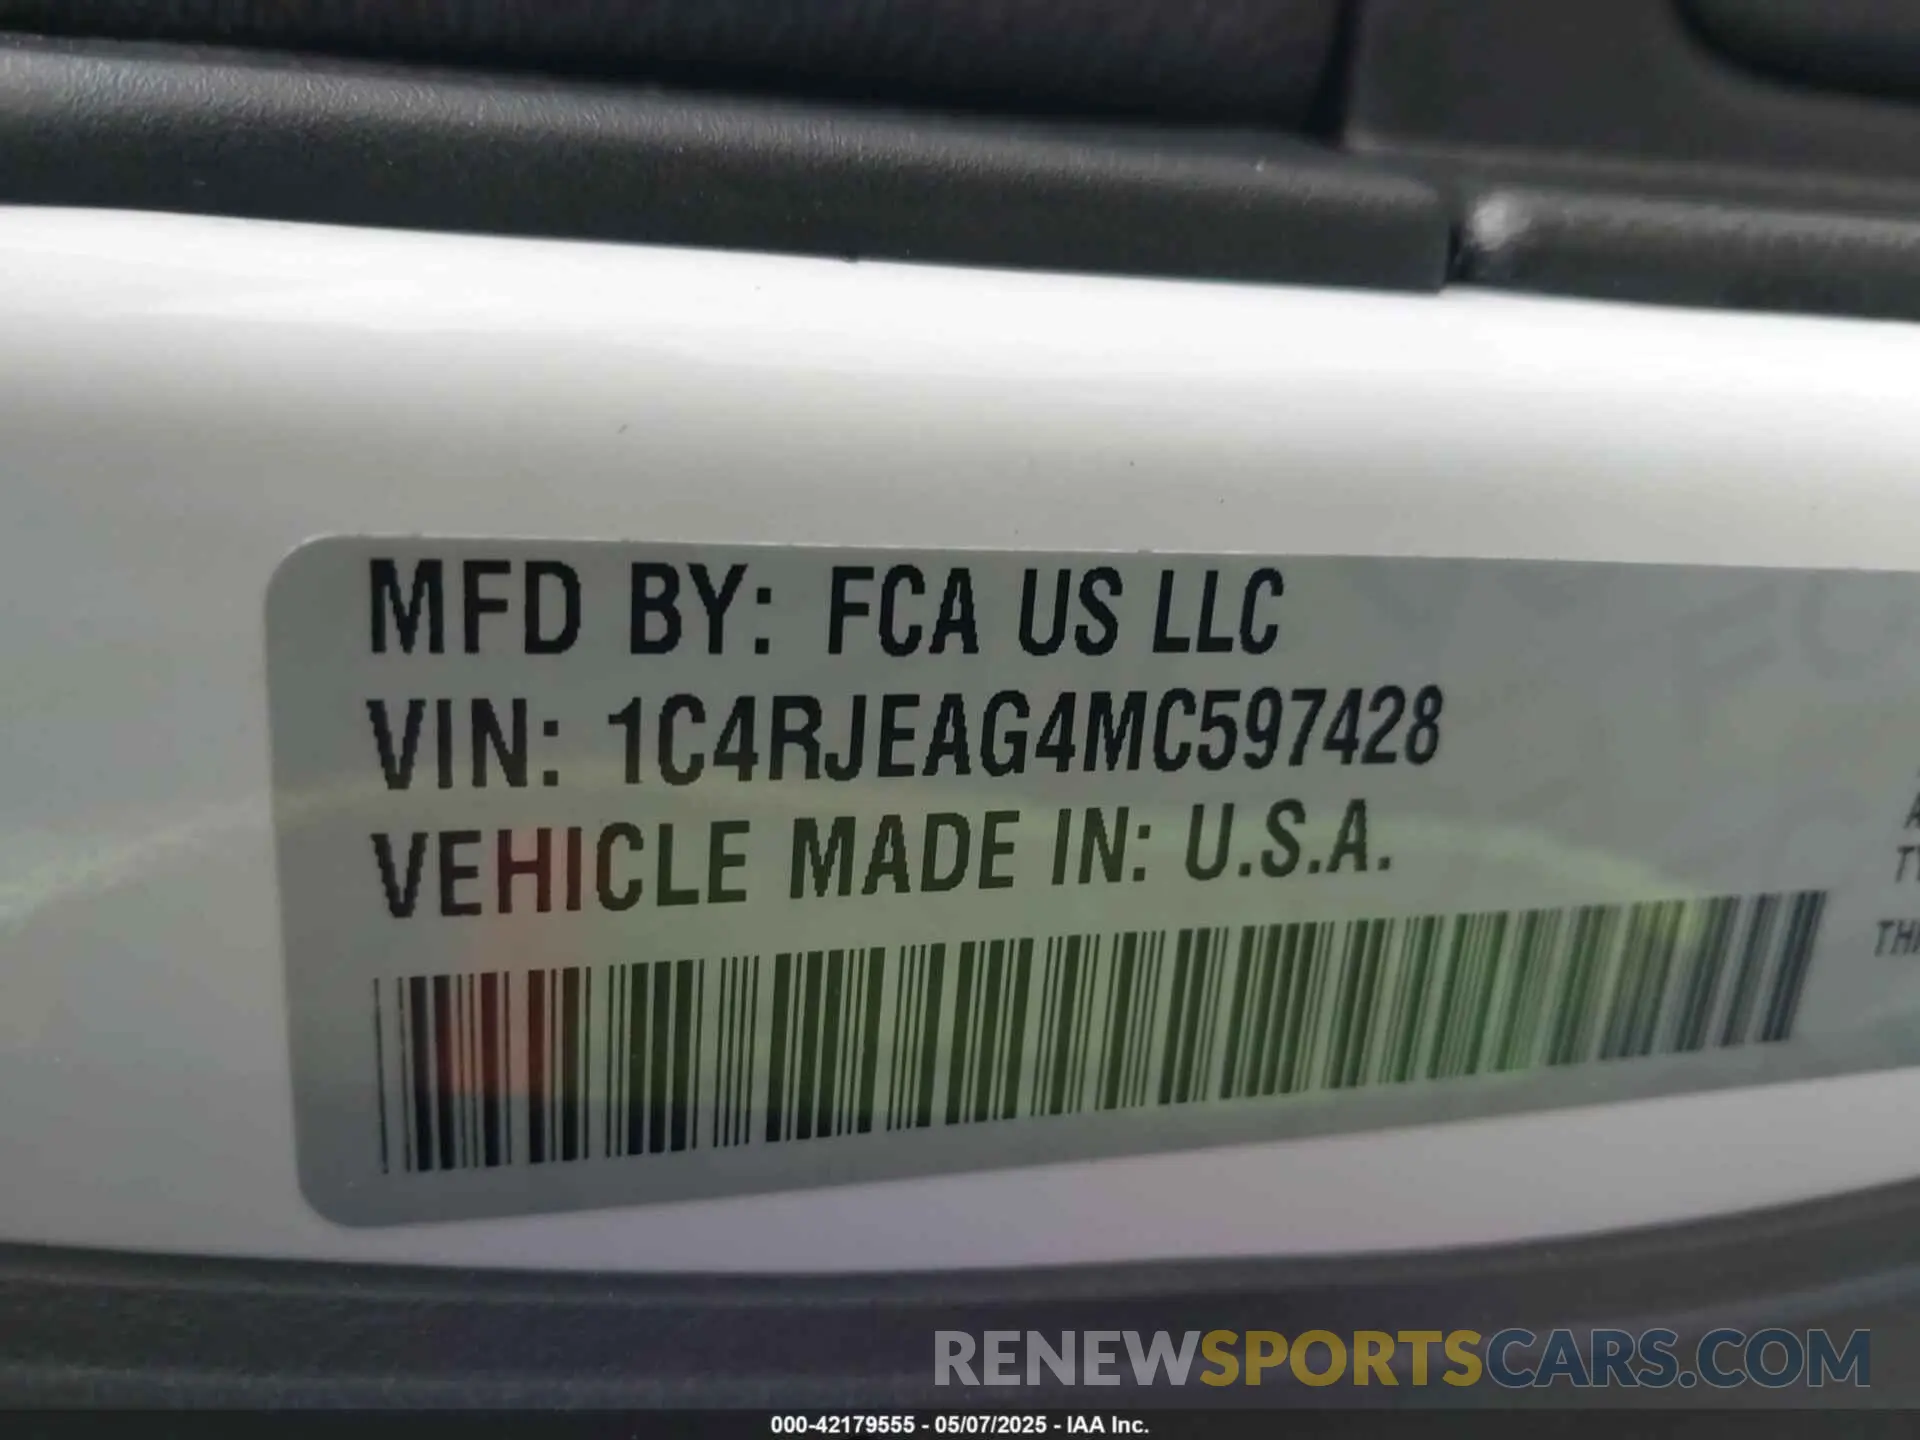 MFD BY: FCA US LLC
VIN: 1C4RJEAG4MC597428
VEHICLE MADE IN: U.S.A.
RENEWSPORTSCARS.COM
000-42179555 - 05/07/2025 - IAA Inc.